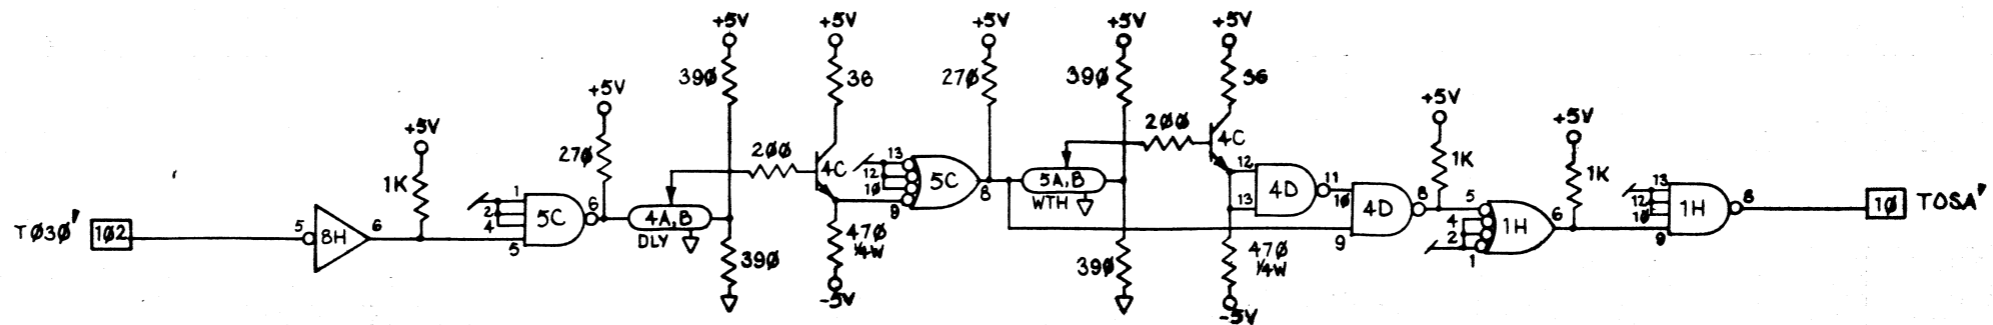 TØ3Ø'
102
5
8H
6
+5V
1K
1
2
4
5
5C
6
+5V
27Ø
4A,B
DLY
+5V
39Ø
39Ø
2ØØ
+5V
36
4C
47Ø
¼W
-5V
13
12
1Ø
9
5C
8
+5V
27Ø
5A,B
WTH
+5V
39Ø
39Ø
2ØØ
+5V
36
4C
47Ø
¼W
-5V
12
13
4D
11
1Ø
9
4D
8
+5V
1K
5
4
2
1
1H
6
+5V
1K
13
12
1Ø
9
1H
8
1Ø
TOSA'